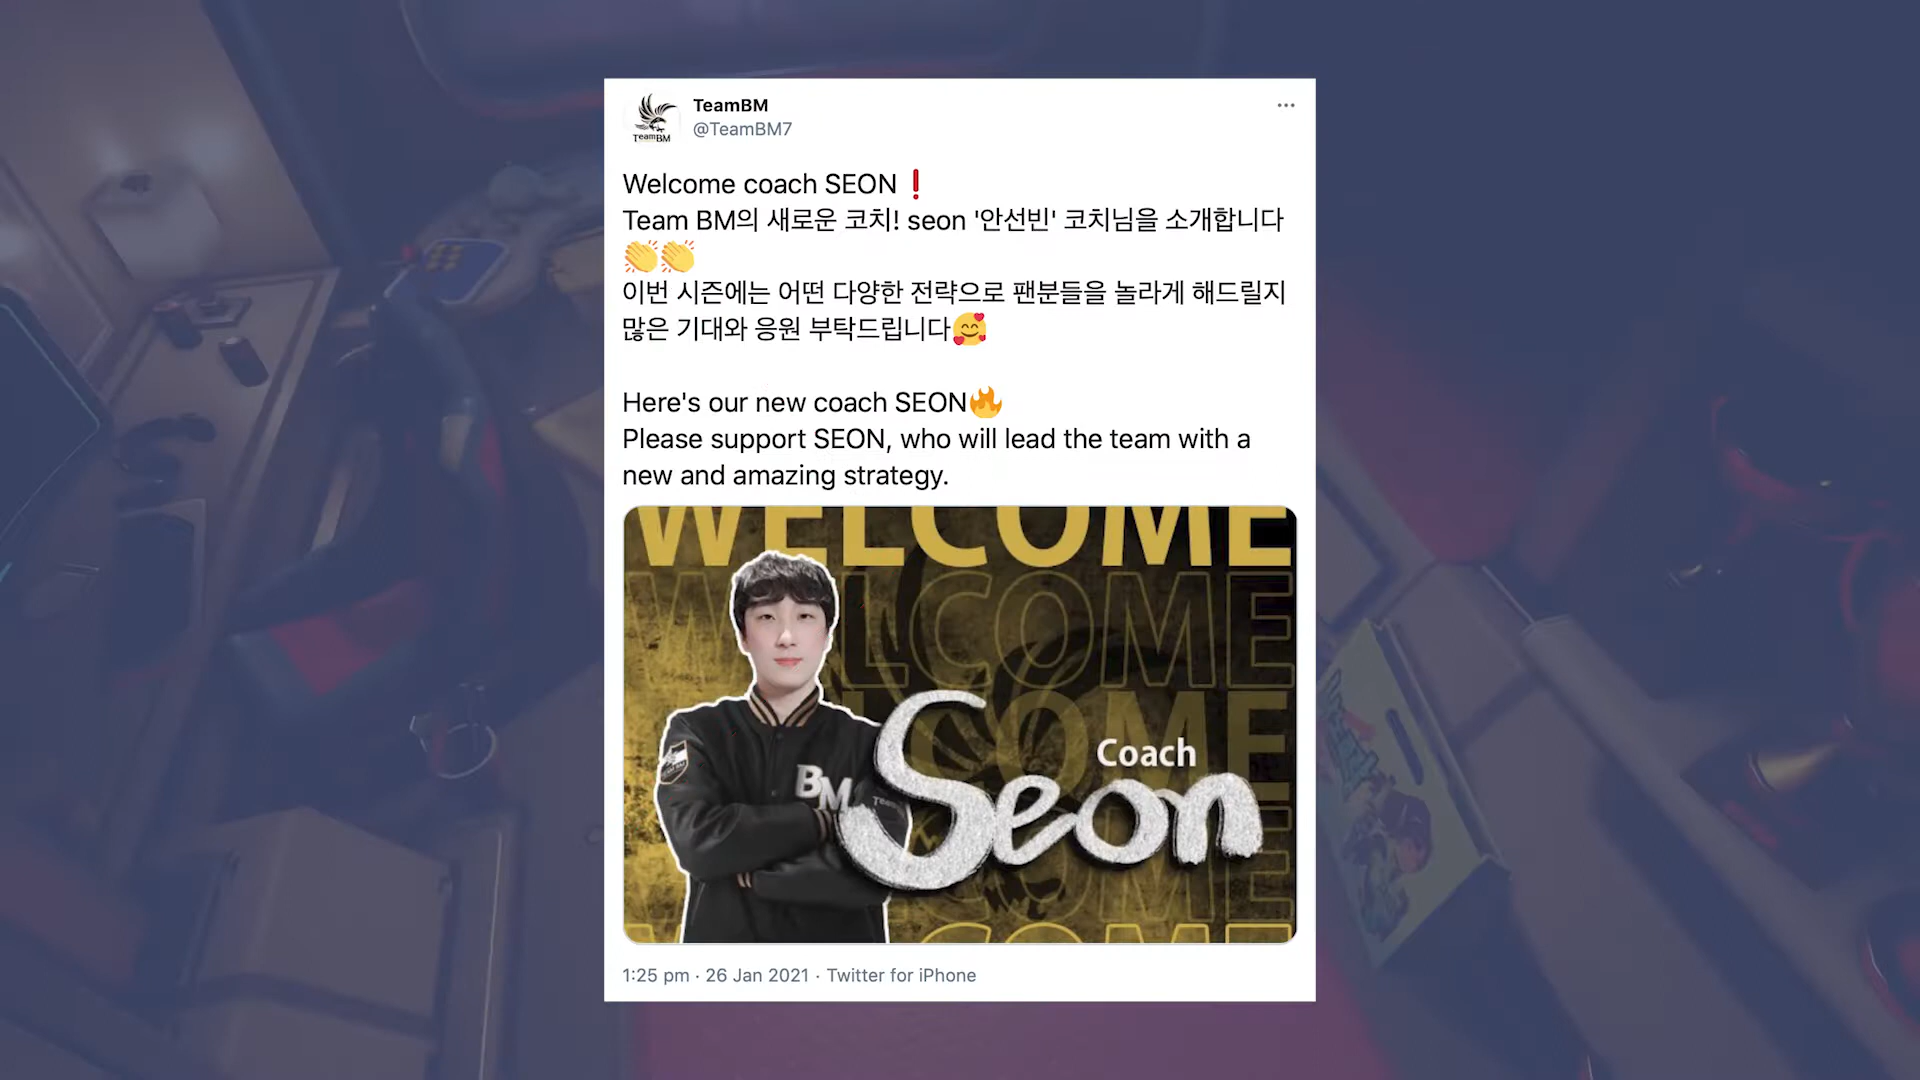 TeamBM
@TeamBM7
TeamBM
Welcome coach SEON❗
Team BM의 새로운 코치! seon '안선빈' 코치님을 소개합니다
👏👏
이번 시즌에는 어떤 다양한 전략으로 팬분들을 놀라게 해드릴지
많은 기대와 응원 부탁드립니다🥰
Here's our new coach SEON🔥
Please support SEON, who will lead the team with a
new and amazing strategy.
WELCOME
WELCOME
Coach
Seon
BM
1:25 pm · 26 Jan 2021 · Twitter for iPhone